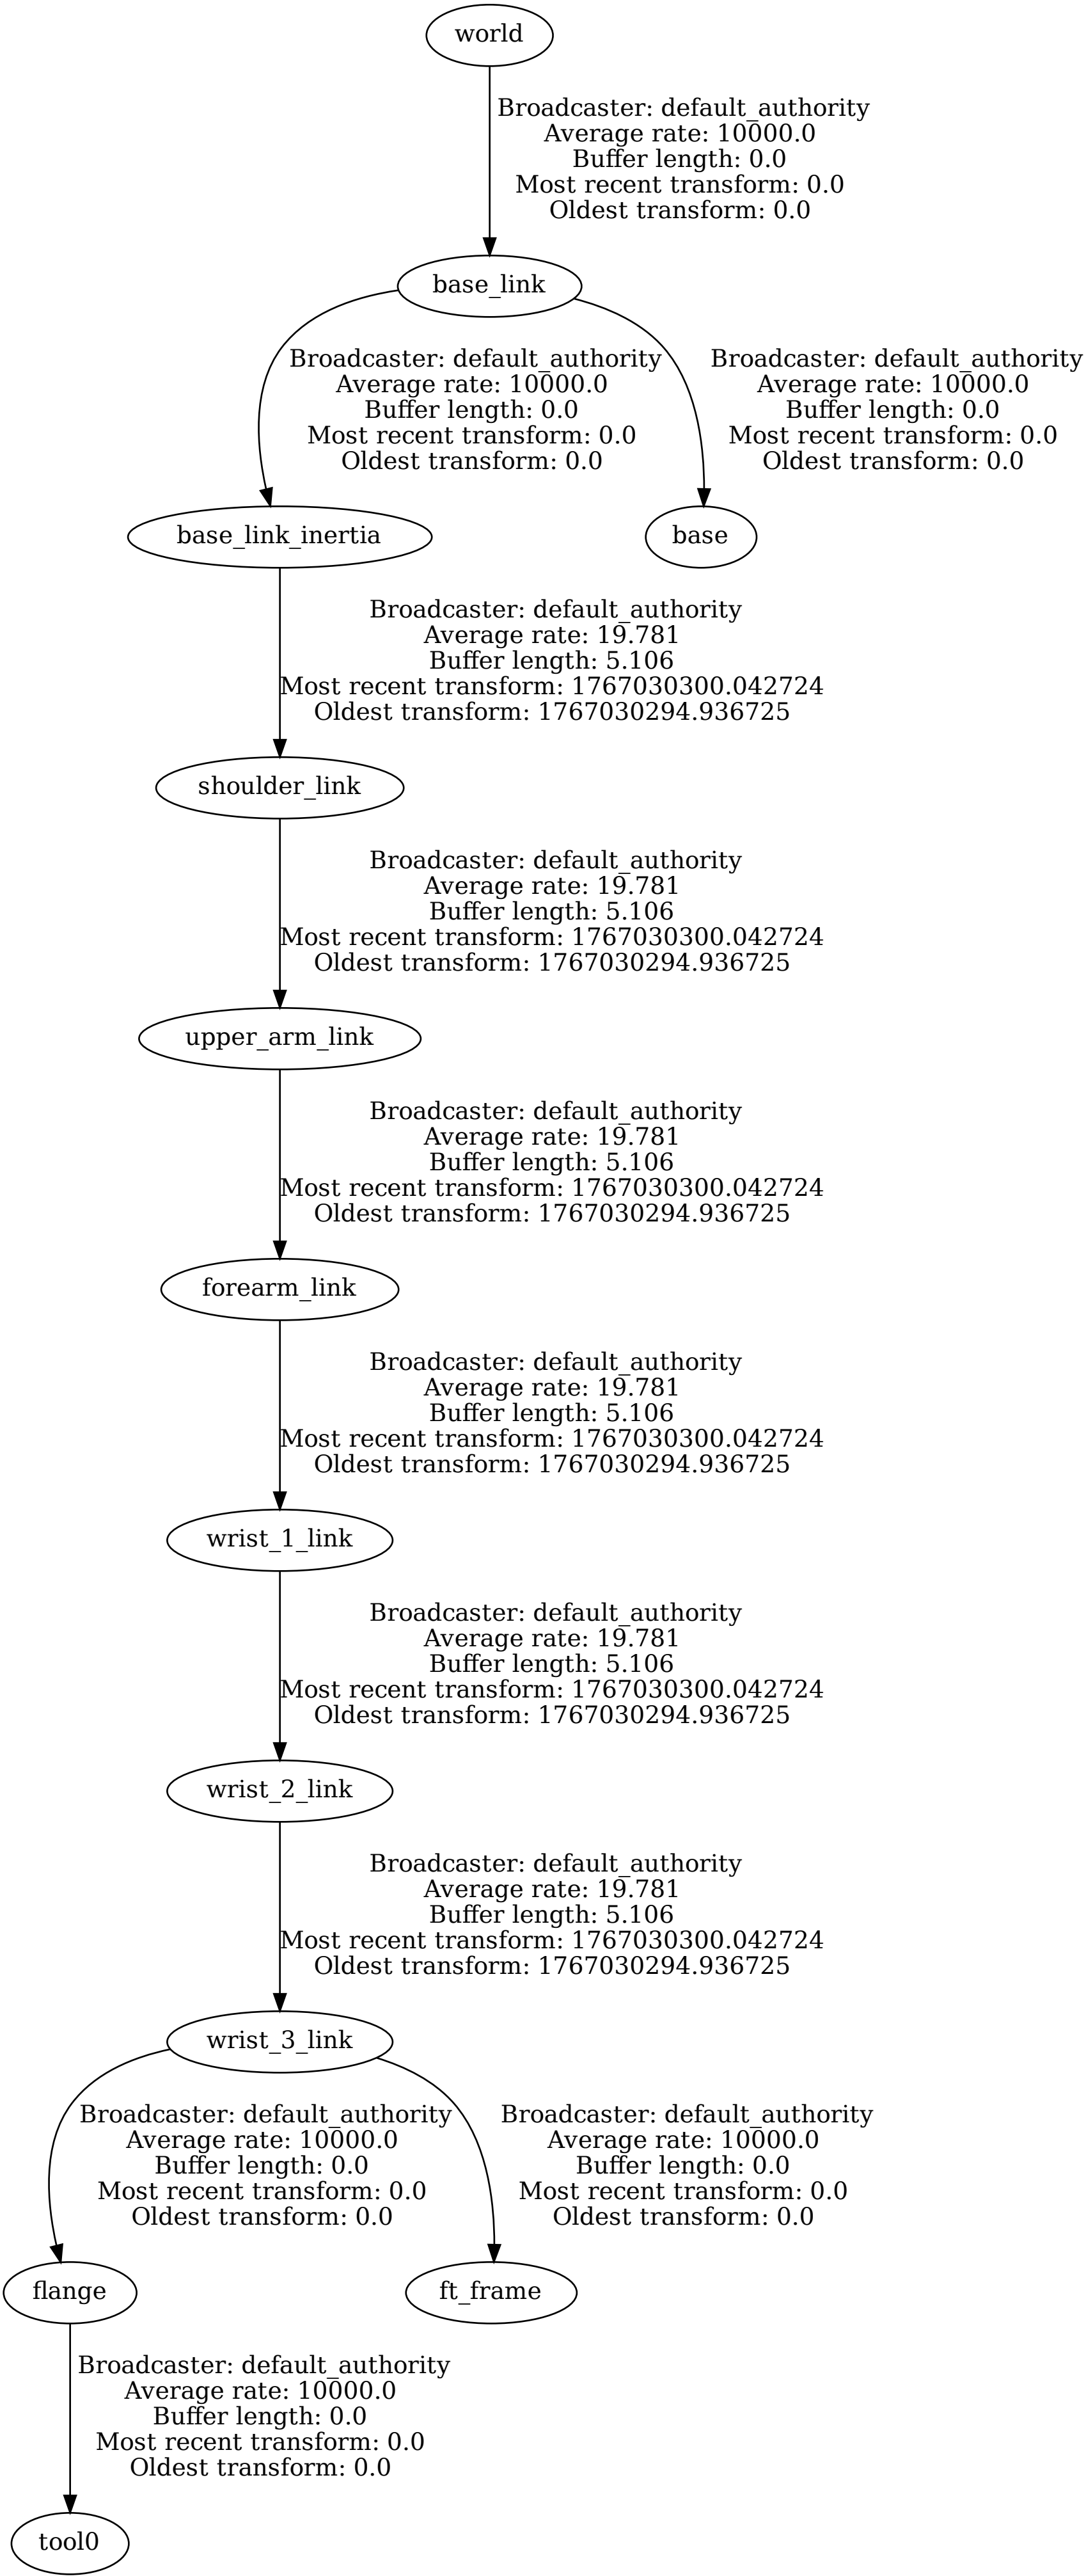 world
Broadcaster: default_authority
Average rate: 10000.0
Buffer length: 0.0
Most recent transform: 0.0
Oldest transform: 0.0
base_link
Broadcaster: default_authority
Average rate: 10000.0
Buffer length: 0.0
Most recent transform: 0.0
Oldest transform: 0.0
Broadcaster: default_authority
Average rate: 10000.0
Buffer length: 0.0
Most recent transform: 0.0
Oldest transform: 0.0
base_link_inertia
base
Broadcaster: default_authority
Average rate: 19.781
Buffer length: 5.106
Most recent transform: 1767030300.042724
Oldest transform: 1767030294.936725
shoulder_link
Broadcaster: default_authority
Average rate: 19.781
Buffer length: 5.106
Most recent transform: 1767030300.042724
Oldest transform: 1767030294.936725
upper_arm_link
Broadcaster: default_authority
Average rate: 19.781
Buffer length: 5.106
Most recent transform: 1767030300.042724
Oldest transform: 1767030294.936725
forearm_link
Broadcaster: default_authority
Average rate: 19.781
Buffer length: 5.106
Most recent transform: 1767030300.042724
Oldest transform: 1767030294.936725
wrist_1_link
Broadcaster: default_authority
Average rate: 19.781
Buffer length: 5.106
Most recent transform: 1767030300.042724
Oldest transform: 1767030294.936725
wrist_2_link
Broadcaster: default_authority
Average rate: 19.781
Buffer length: 5.106
Most recent transform: 1767030300.042724
Oldest transform: 1767030294.936725
wrist_3_link
Broadcaster: default_authority
Average rate: 10000.0
Buffer length: 0.0
Most recent transform: 0.0
Oldest transform: 0.0
Broadcaster: default_authority
Average rate: 10000.0
Buffer length: 0.0
Most recent transform: 0.0
Oldest transform: 0.0
flange
ft_frame
Broadcaster: default_authority
Average rate: 10000.0
Buffer length: 0.0
Most recent transform: 0.0
Oldest transform: 0.0
tool0